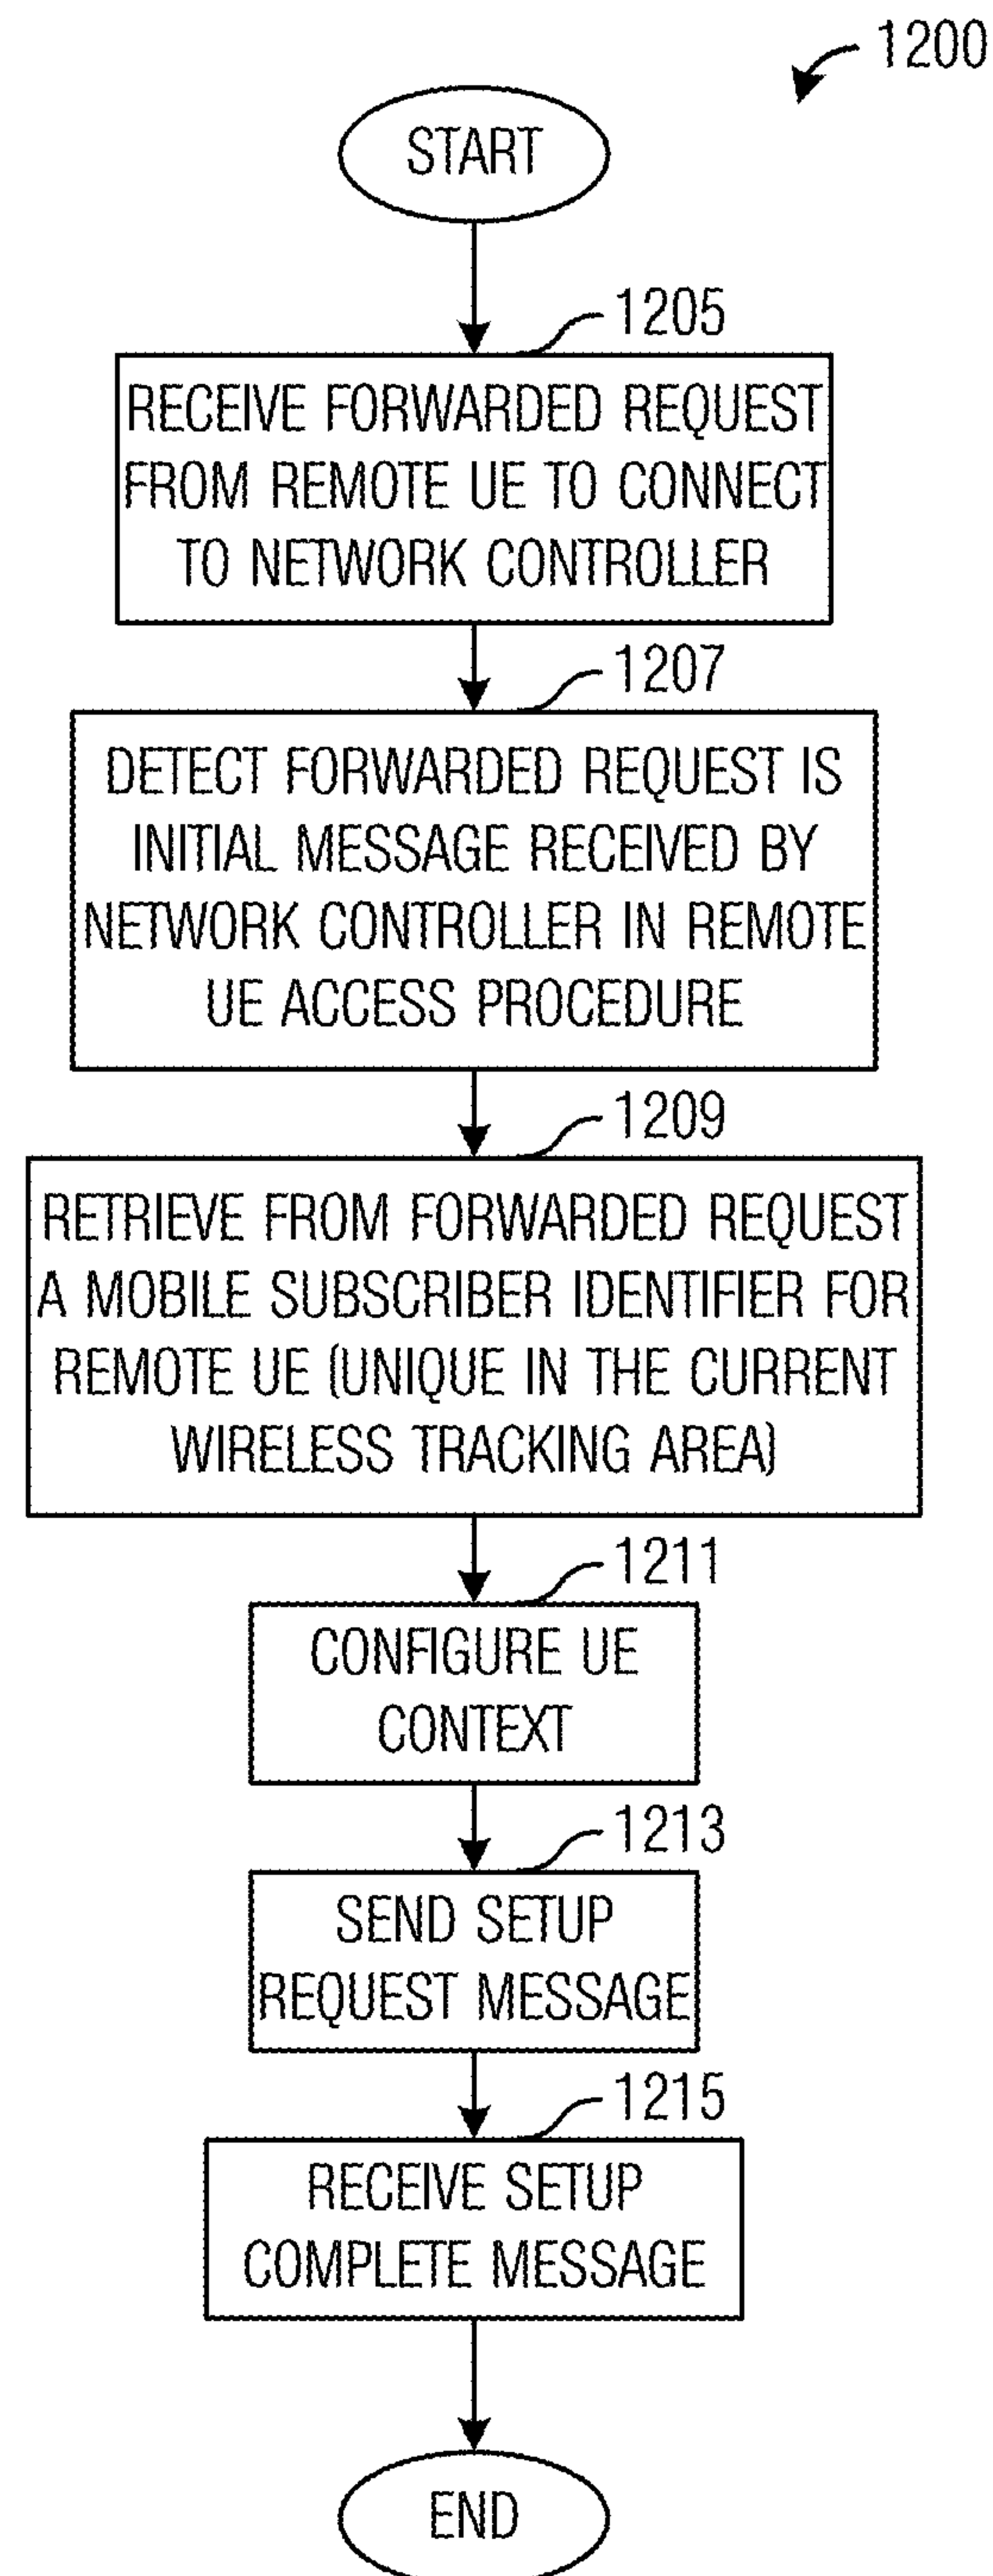 1200
START
1205
RECEIVE FORWARDED REQUEST
FROM REMOTE UE TO CONNECT
TO NETWORK CONTROLLER
1207
DETECT FORWARDED REQUEST IS
INITIAL MESSAGE RECEIVED BY
NETWORK CONTROLLER IN REMOTE
UE ACCESS PROCEDURE
1209
RETRIEVE FROM FORWARDED REQUEST
A MOBILE SUBSCRIBER IDENTIFIER FOR
REMOTE UE (UNIQUE IN THE CURRENT
WIRELESS TRACKING AREA)
1211
CONFIGURE UE
CONTEXT
1213
SEND SETUP
REQUEST MESSAGE
1215
RECEIVE SETUP
COMPLETE MESSAGE
END